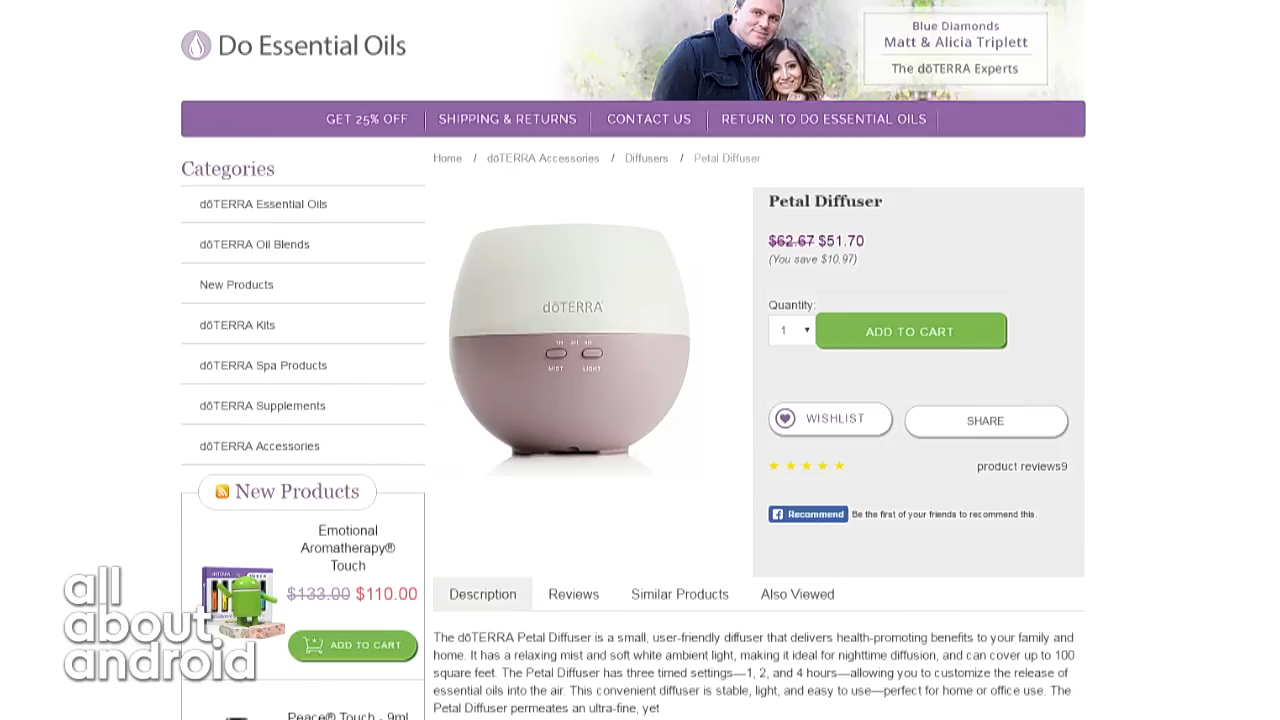 Do Essential Oils
Blue Diamonds
Matt & Alicia Triplett
The dōTERRA Experts
GET 25% OFF
SHIPPING & RETURNS
CONTACT US
RETURN TO DO ESSENTIAL OILS
Home / dōTERRA Accessories / Diffusers / Petal Diffuser
Categories
dōTERRA Essential Oils
dōTERRA Oil Blends
New Products
dōTERRA Kits
dōTERRA Spa Products
dōTERRA Supplements
dōTERRA Accessories
New Products
Emotional
Aromatherapy®
Touch
$133.00 $110.00
ADD TO CART
Peace® Touch - 9ml
dōTERRA
MIST
LIGHT
Petal Diffuser
$62.67 $51.70
(You save $10.97)
Quantity:
1
ADD TO CART
WISHLIST
SHARE
product reviews9
Recommend
Be the first of your friends to recommend this.
Description
Reviews
Similar Products
Also Viewed
The dōTERRA Petal Diffuser is a small, user-friendly diffuser that delivers health-promoting benefits to your family and
home. It has a relaxing mist and soft white ambient light, making it ideal for nighttime diffusion, and can cover up to 100
square feet. The Petal Diffuser has three timed settings—1, 2, and 4 hours—allowing you to customize the release of
essential oils into the air. This convenient diffuser is stable, light, and easy to use—perfect for home or office use. The
Petal Diffuser permeates an ultra-fine, yet
all
about
android